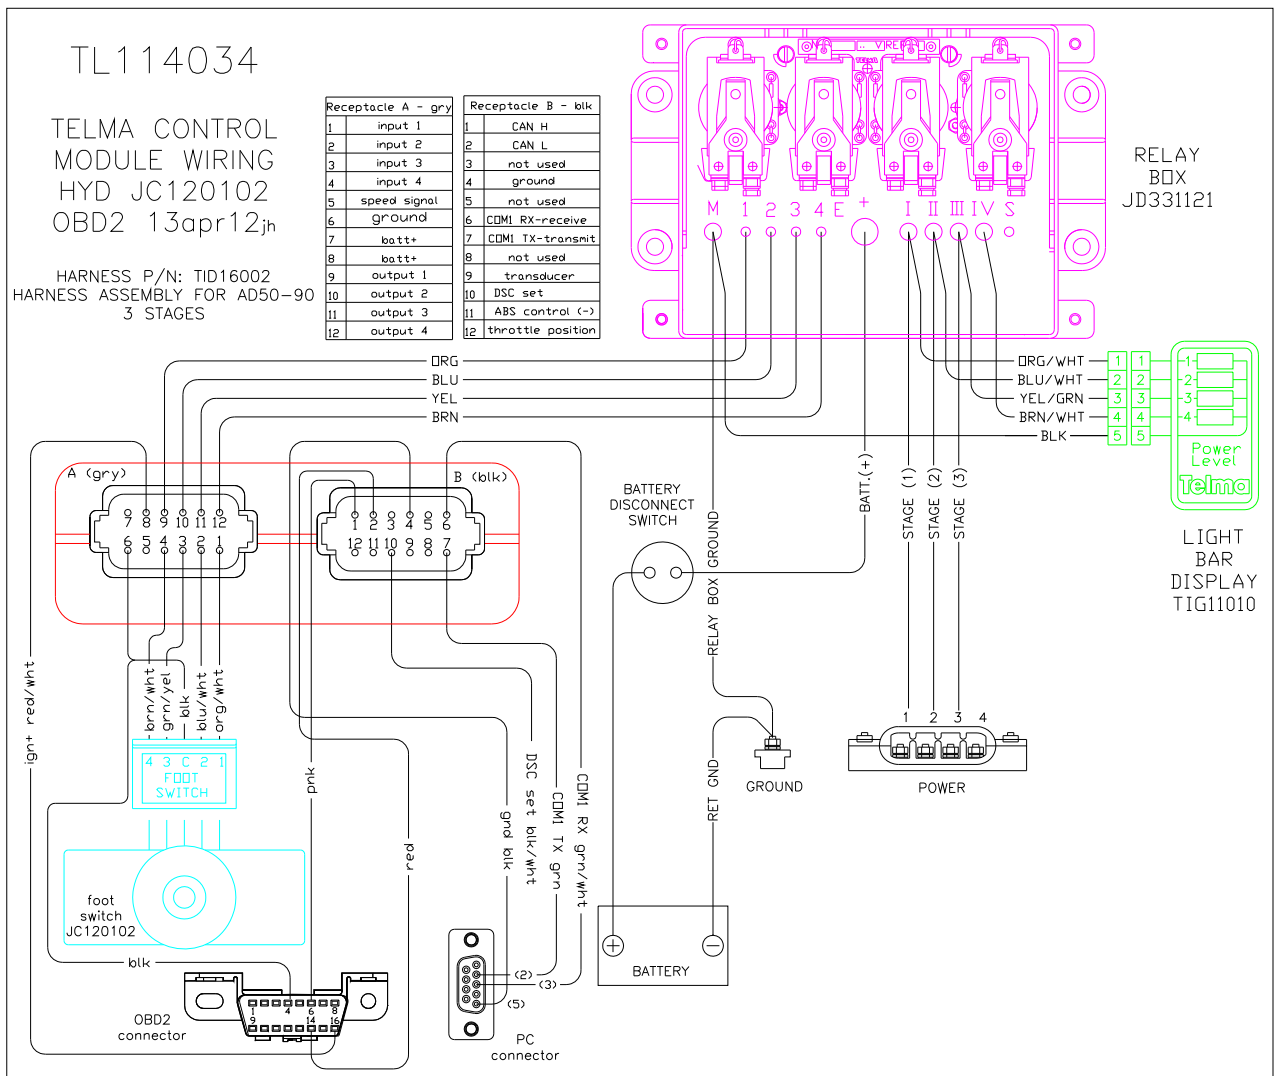 TL114034
TELMA CONTROL
MODULE WIRING
HYD JC120102
OBD2 13apr12jh
HARNESS P/N: TID16002
HARNESS ASSEMBLY FOR AD50-90
3 STAGES
Receptacle A - gry
1 input 1
2 input 2
3 input 3
4 input 4
5 speed signal
6 ground
7 batt+
8 batt+
9 output 1
10 output 2
11 output 3
12 output 4
Receptacle B - blk
1 CAN H
2 CAN L
3 not used
4 ground
5 not used
6 COM1 RX-receive
7 COM1 TX-transmit
8 not used
9 transducer
10 DSC set
11 ABS control (-)
12 throttle position
M 1 2 3 4 E + I II III IV S
RELAY
BOX
JD331121
ORG
BLU
YEL
BRN
ORG/WHT 1 1 1
BLU/WHT 2 2 2
YEL/GRN 3 3 3
BRN/WHT 4 4 4
BLK 5 5
Power
Level
Telma
LIGHT
BAR
DISPLAY
TIG11010
A (gry)
7 8 9 10 11 12
6 5 4 3 2 1
B (blk)
1 2 3 4 5 6
12 11 10 9 8 7
BATTERY
DISCONNECT
SWITCH
RELAY BOX GROUND
BATT.(+)
STAGE (1)
STAGE (2)
STAGE (3)
ign+ red/wht
brn/wht
grn/yel
blk
blu/wht
org/wht
4 3 C 2 1
FOOT
SWITCH
foot
switch
JC120102
pnk
red
gnd blk
DSC set blk/wht
COM1 TX grn
COM1 RX grn/wht
RET GND
GROUND
1 2 3 4
POWER
BATTERY
+ -
blk
1 4 6 8
9 14 16
OBD2
connector
(2)
(3)
(5)
PC
connector